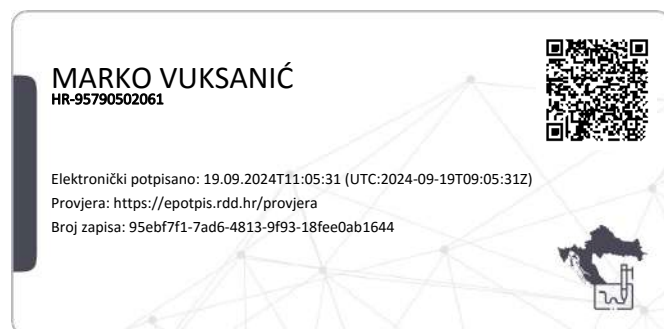 MARKO VUKSANIĆ
HR-95790502061
Elektronički potpisano: 19.09.2024T11:05:31 (UTC:2024-09-19T09:05:31Z)
Provjera: https://epotpis.rdd.hr/provjera
Broj zapisa: 95ebf7f1-7ad6-4813-9f93-18fee0ab1644